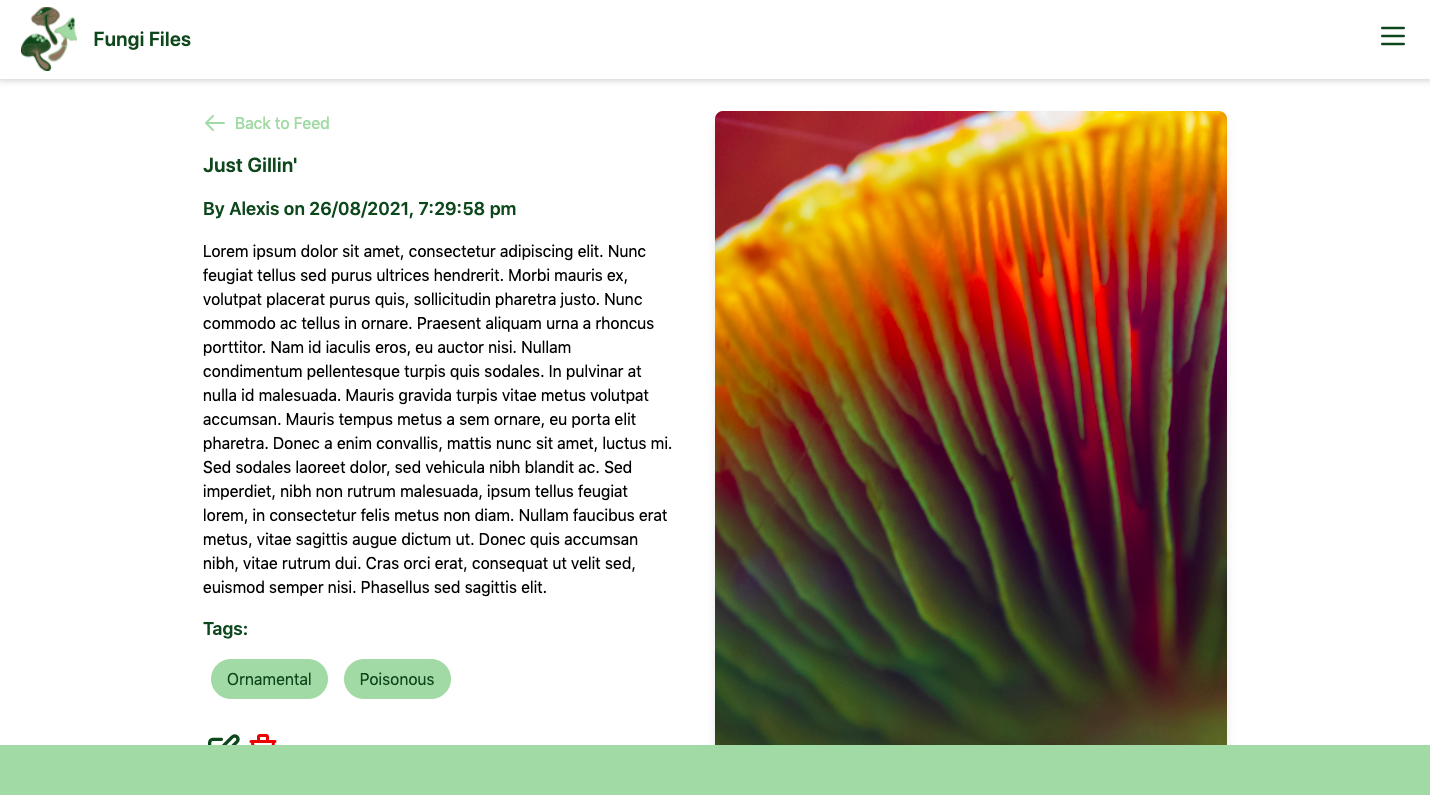 Fungi Files
Back to Feed
Just Gillin'
By Alexis on 26/08/2021, 7:29:58 pm
Lorem ipsum dolor sit amet, consectetur adipiscing elit. Nunc
feugiat tellus sed purus ultrices hendrerit. Morbi mauris ex,
volutpat placerat purus quis, sollicitudin pharetra justo. Nunc
commodo ac tellus in ornare. Praesent aliquam urna a rhoncus
porttitor. Nam id iaculis eros, eu auctor nisi. Nullam
condimentum pellentesque turpis quis sodales. In pulvinar at
nulla id malesuada. Mauris gravida turpis vitae metus volutpat
accumsan. Mauris tempus metus a sem ornare, eu porta elit
pharetra. Donec a enim convallis, mattis nunc sit amet, luctus mi.
Sed sodales laoreet dolor, sed vehicula nibh blandit ac. Sed
imperdiet, nibh non rutrum malesuada, ipsum tellus feugiat
lorem, in consectetur felis metus non diam. Nullam faucibus erat
metus, vitae sagittis augue dictum ut. Donec quis accumsan
nibh, vitae rutrum dui. Cras orci erat, consequat ut velit sed,
euismod semper nisi. Phasellus sed sagittis elit.
Tags:
Ornamental
Poisonous